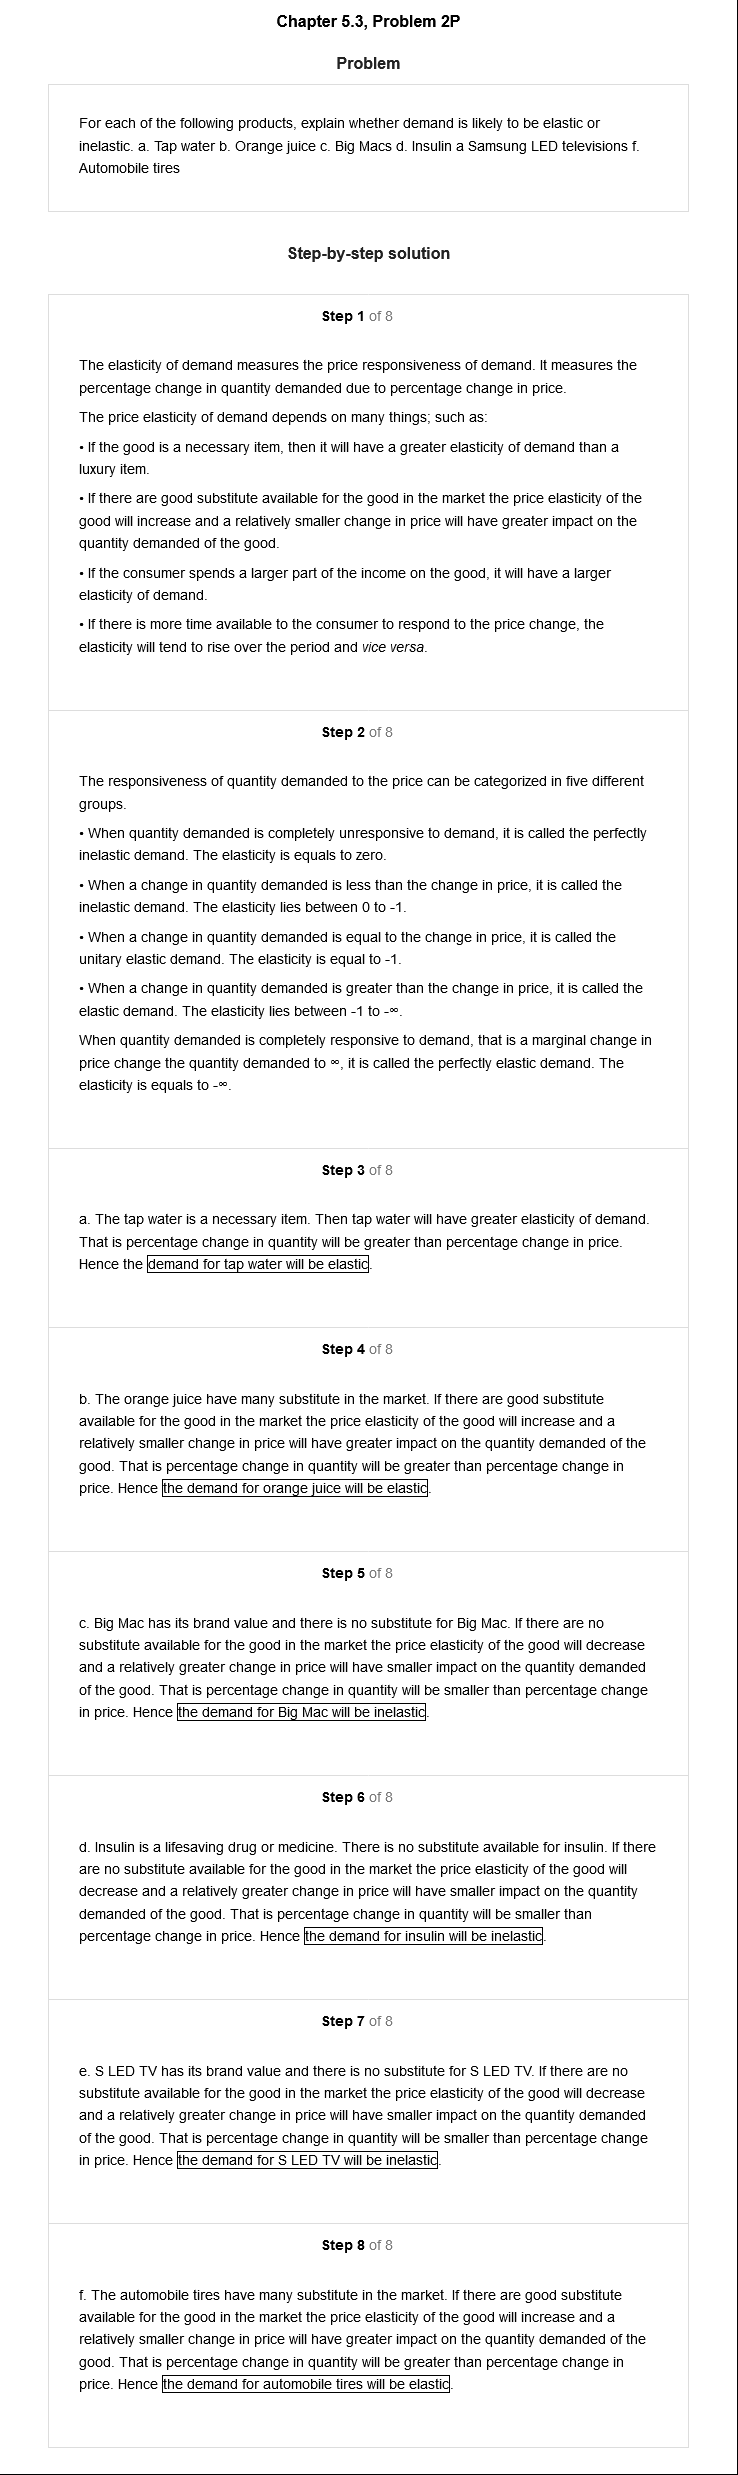 Chapter 5.3, Problem 2P
Problem
For each of the following products, explain whether demand is likely to be elastic or
inelastic. a. Tap water b. Orange juice c. Big Macs d. Insulin a Samsung LED televisions f.
Automobile tires
Step-by-step solution
Step 1 of 8
The elasticity of demand measures the price responsiveness of demand. It measures the
percentage change in quantity demanded due to percentage change in price.
The price elasticity of demand depends on many things; such as:
• If the good is a necessary item, then it will have a greater elasticity of demand than a
luxury item.
• If there are good substitute available for the good in the market the price elasticity of the
good will increase and a relatively smaller change in price will have greater impact on the
quantity demanded of the good.
• If the consumer spends a larger part of the income on the good, it will have a larger
elasticity of demand.
• If there is more time available to the consumer to respond to the price change, the
elasticity will tend to rise over the period and vice versa.
Step 2 of 8
The responsiveness of quantity demanded to the price can be categorized in five different
groups.
• When quantity demanded is completely unresponsive to demand, it is called the perfectly
inelastic demand. The elasticity is equals to zero.
• When a change in quantity demanded is less than the change in price, it is called the
inelastic demand. The elasticity lies between 0 to -1.
• When a change in quantity demanded is equal to the change in price, it is called the
unitary elastic demand. The elasticity is equal to -1.
• When a change in quantity demanded is greater than the change in price, it is called the
elastic demand. The elasticity lies between -1 to -∞.
When quantity demanded is completely responsive to demand, that is a marginal change in
price change the quantity demanded to ∞, it is called the perfectly elastic demand. The
elasticity is equals to -∞.
Step 3 of 8
a. The tap water is a necessary item. Then tap water will have greater elasticity of demand.
That is percentage change in quantity will be greater than percentage change in price.
Hence the demand for tap water will be elastic.
Step 4 of 8
b. The orange juice have many substitute in the market. If there are good substitute
available for the good in the market the price elasticity of the good will increase and a
relatively smaller change in price will have greater impact on the quantity demanded of the
good. That is percentage change in quantity will be greater than percentage change in
price. Hence the demand for orange juice will be elastic.
Step 5 of 8
c. Big Mac has its brand value and there is no substitute for Big Mac. If there are no
substitute available for the good in the market the price elasticity of the good will decrease
and a relatively greater change in price will have smaller impact on the quantity demanded
of the good. That is percentage change in quantity will be smaller than percentage change
in price. Hence the demand for Big Mac will be inelastic.
Step 6 of 8
d. Insulin is a lifesaving drug or medicine. There is no substitute available for insulin. If there
are no substitute available for the good in the market the price elasticity of the good will
decrease and a relatively greater change in price will have smaller impact on the quantity
demanded of the good. That is percentage change in quantity will be smaller than
percentage change in price. Hence the demand for insulin will be inelastic.
Step 7 of 8
e. S LED TV has its brand value and there is no substitute for S LED TV. If there are no
substitute available for the good in the market the price elasticity of the good will decrease
and a relatively greater change in price will have smaller impact on the quantity demanded
of the good. That is percentage change in quantity will be smaller than percentage change
in price. Hence the demand for S LED TV will be inelastic.
Step 8 of 8
f. The automobile tires have many substitute in the market. If there are good substitute
available for the good in the market the price elasticity of the good will increase and a
relatively smaller change in price will have greater impact on the quantity demanded of the
good. That is percentage change in quantity will be greater than percentage change in
price. Hence the demand for automobile tires will be elastic.